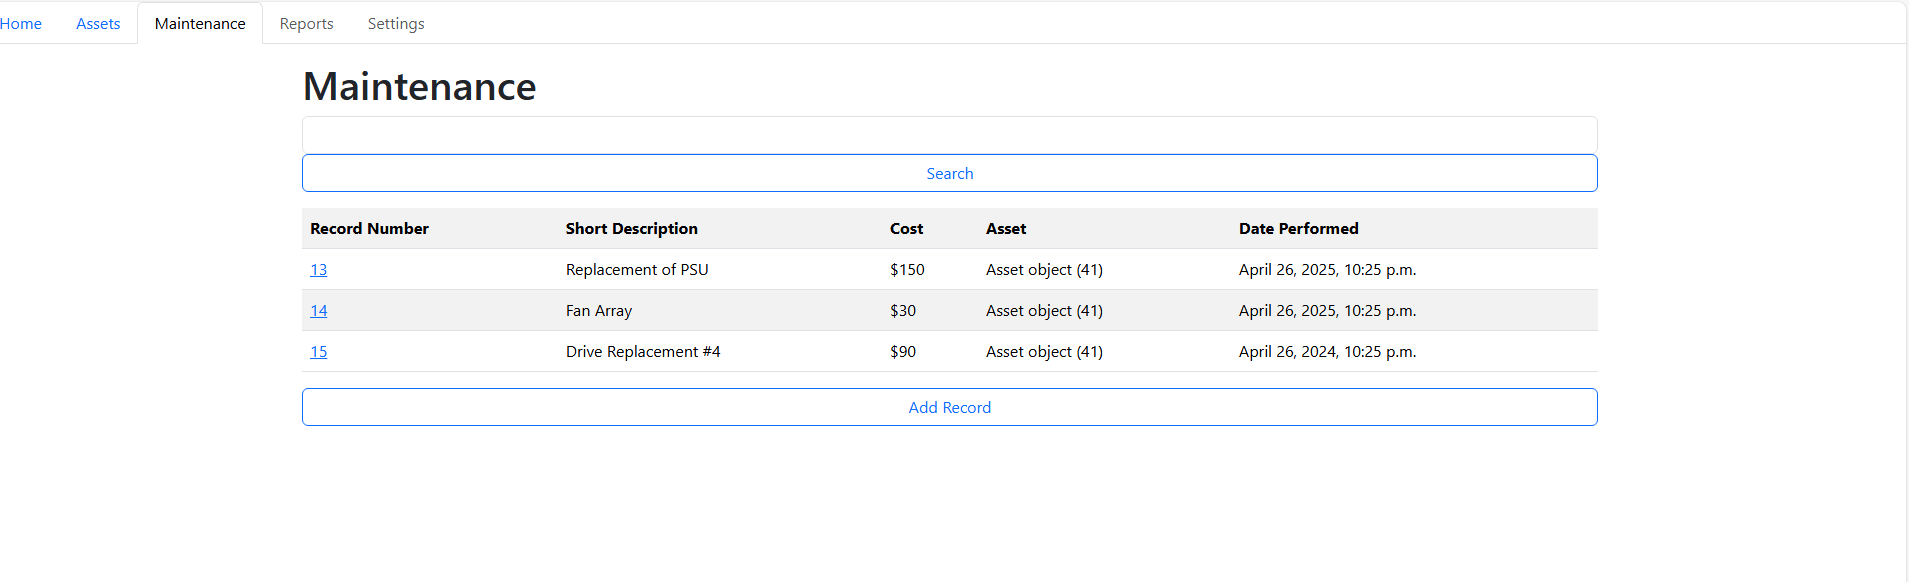 Home Assets Maintenance Reports Settings
Maintenance
Search
Record Number Short Description Cost Asset Date Performed
13 Replacement of PSU $150 Asset object (41) April 26, 2025, 10:25 p.m.
14 Fan Array $30 Asset object (41) April 26, 2025, 10:25 p.m.
15 Drive Replacement #4 $90 Asset object (41) April 26, 2024, 10:25 p.m.
Add Record